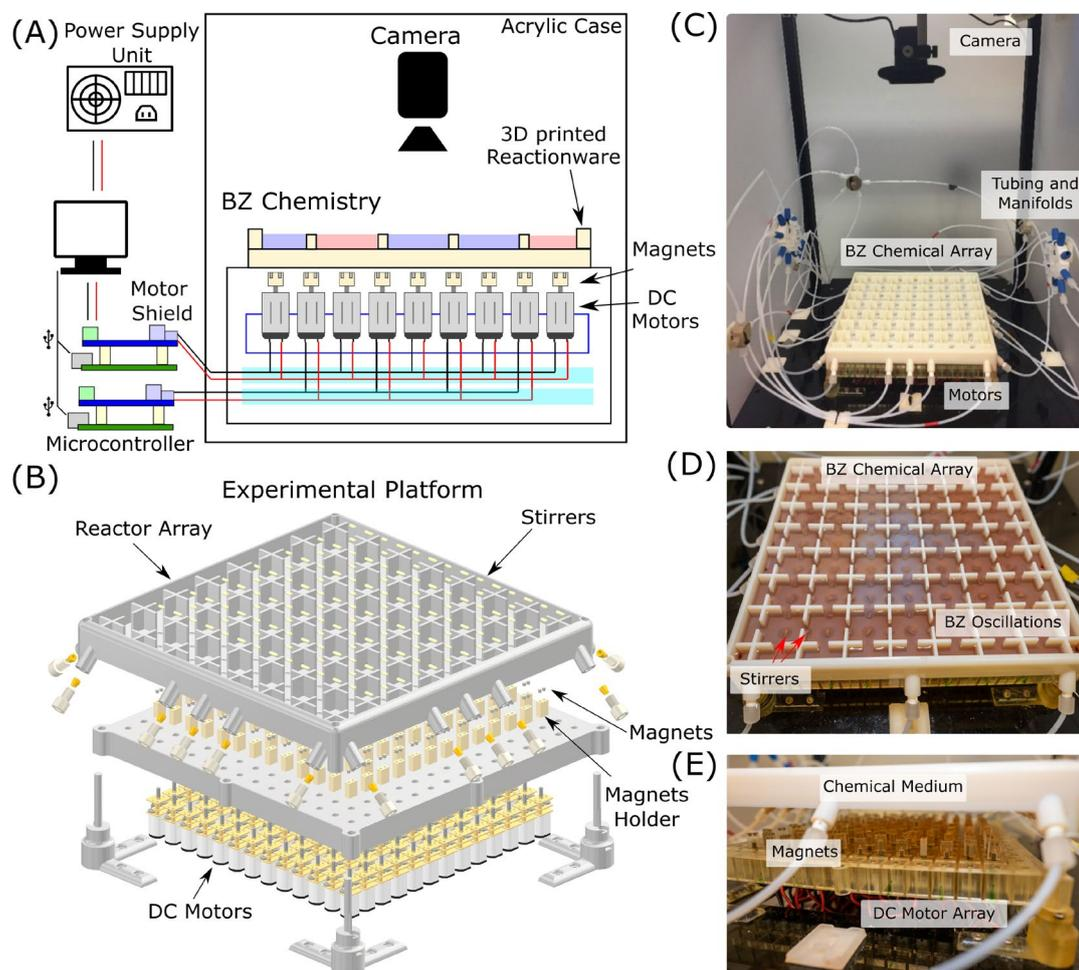 (A)
Power Supply
Unit
Camera
Acrylic Case
3D printed
Reactionware
BZ Chemistry
Magnets
DC
Motors
Motor
Shield
Microcontroller
(B)
Experimental Platform
Reactor Array
Stirrers
Magnets
Magnets
Holder
DC Motors
(C)
Camera
Tubing and
Manifolds
BZ Chemical Array
Motors
(D)
BZ Chemical Array
BZ Oscillations
Stirrers
(E)
Chemical Medium
Magnets
DC Motor Array